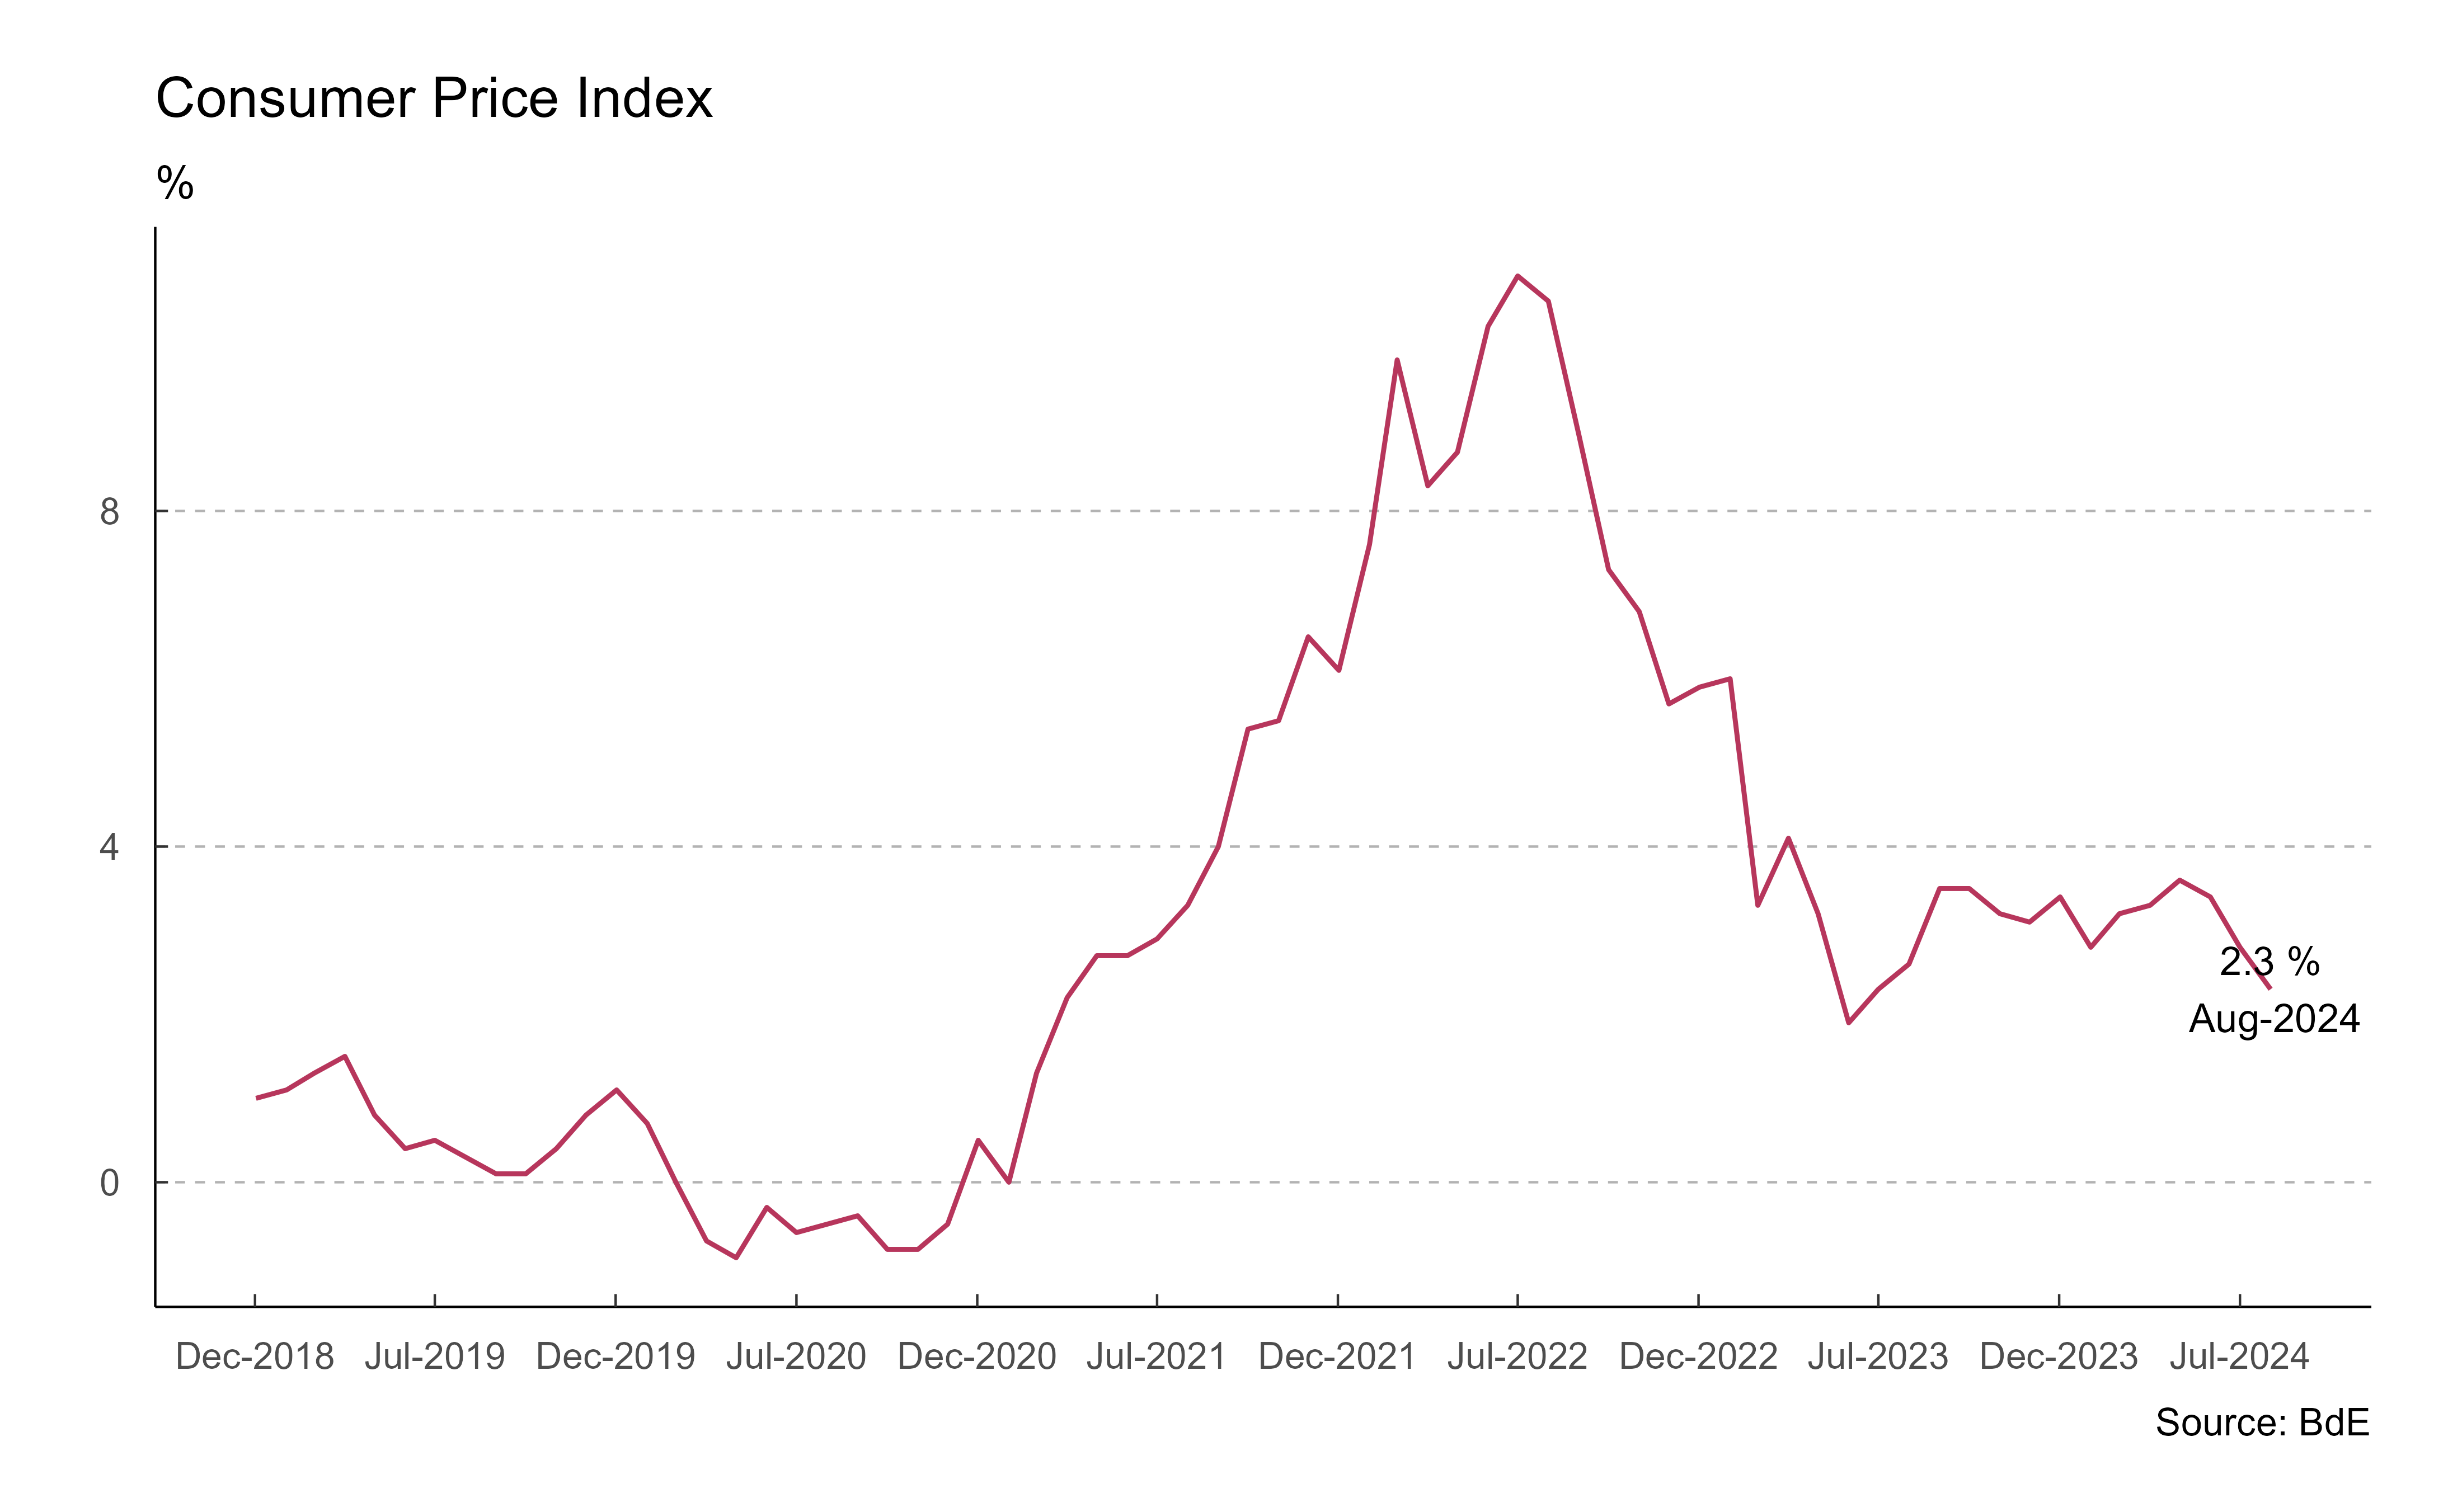 Consumer Price Index
%
8
4
0
2.3 %
Aug-2024
Dec-2018 Jul-2019 Dec-2019 Jul-2020 Dec-2020 Jul-2021 Dec-2021 Jul-2022 Dec-2022 Jul-2023 Dec-2023 Jul-2024
Source: BdE